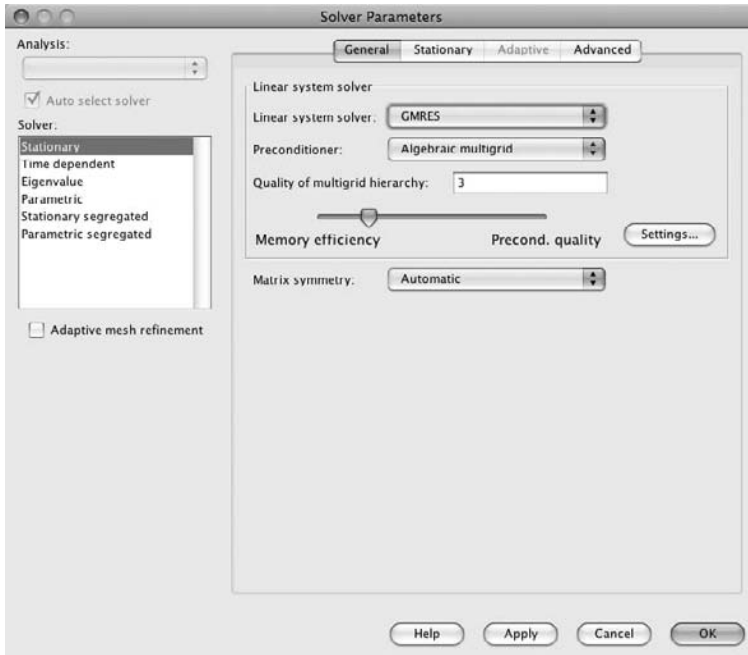 Solver Parameters
Analysis:
Auto select solver
Solver:
Stationary
Time dependent
Eigenvalue
Parametric
Stationary segregated
Parametric segregated
Adaptive mesh refinement
General Stationary Adaptive Advanced
Linear system solver
Linear system solver: GMRES
Preconditioner: Algebraic multigrid
Quality of multigrid hierarchy: 3
Memory efficiency Precond. quality Settings...
Matrix symmetry: Automatic
Help Apply Cancel OK